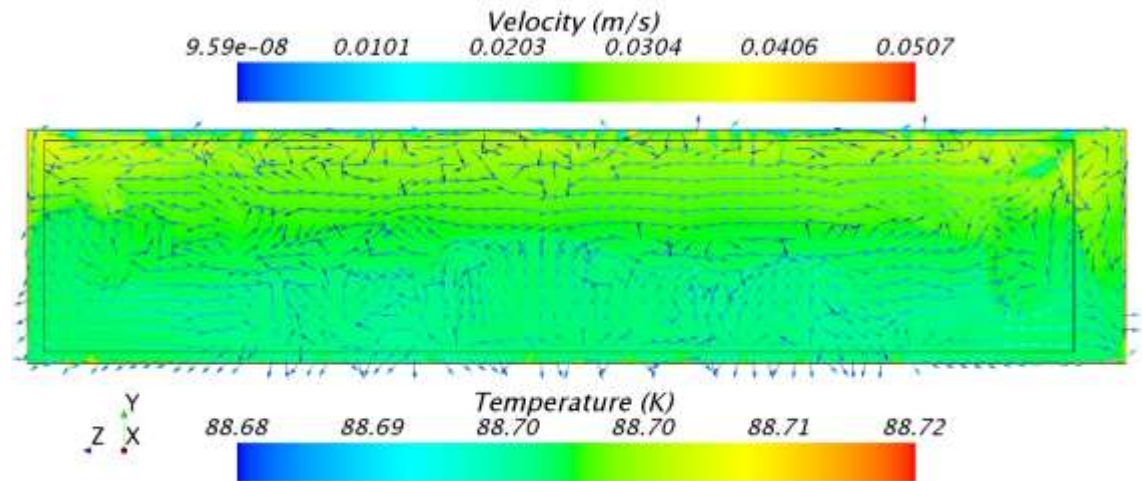 Velocity (m/s)
9.59e-08 0.0101 0.0203 0.0304 0.0406 0.0507
Temperature (K)
88.68 88.69 88.70 88.70 88.71 88.72
Y
Z X